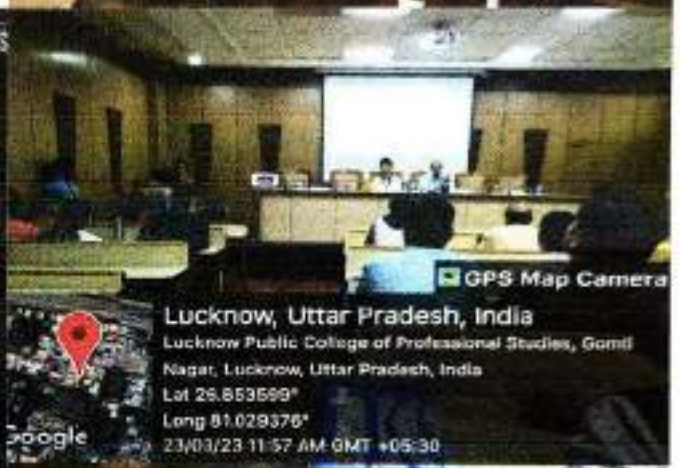 GPS Map Camera
Lucknow, Uttar Pradesh, India
Lucknow Public College of Professional Studies, Gomti
Nagar, Lucknow, Uttar Pradesh, India
Lat 26.853599°
Long 81.029376°
23/03/23 11:57 AM GMT +05:30
Google